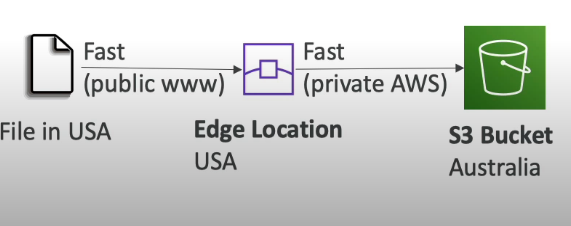 Fast
(public www)
Fast
(private AWS)
File in USA
Edge Location
USA
S3 Bucket
Australia